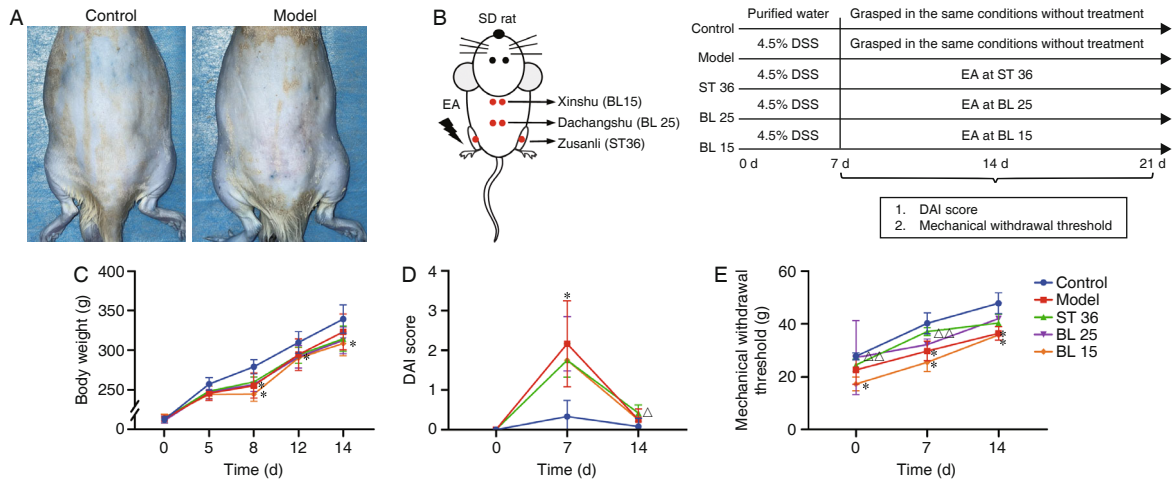 A
Control
Model
B
SD rat
EA
Xinshu (BL15)
Dachangshu (BL 25)
Zusanli (ST36)
Purified water
Grasped in the same conditions without treatment
Control
4.5% DSS
Grasped in the same conditions without treatment
Model
4.5% DSS
EA at ST 36
ST 36
4.5% DSS
EA at BL 25
BL 25
4.5% DSS
EA at BL 15
BL 15
0 d
7 d
14 d
21 d
1. DAI score
2. Mechanical withdrawal threshold
C
Body weight (g)
400
350
300
250
0
*
*
*
*
0 5 8 12 14
Time (d)
D
DAI score
4
3
2
1
0
*
△
0 7 14
Time (d)
E
Mechanical withdrawal
threshold (g)
60
40
20
0
△△
*
△△
*
*
*
*
0 7 14
Time (d)
Control
Model
ST 36
BL 25
BL 15